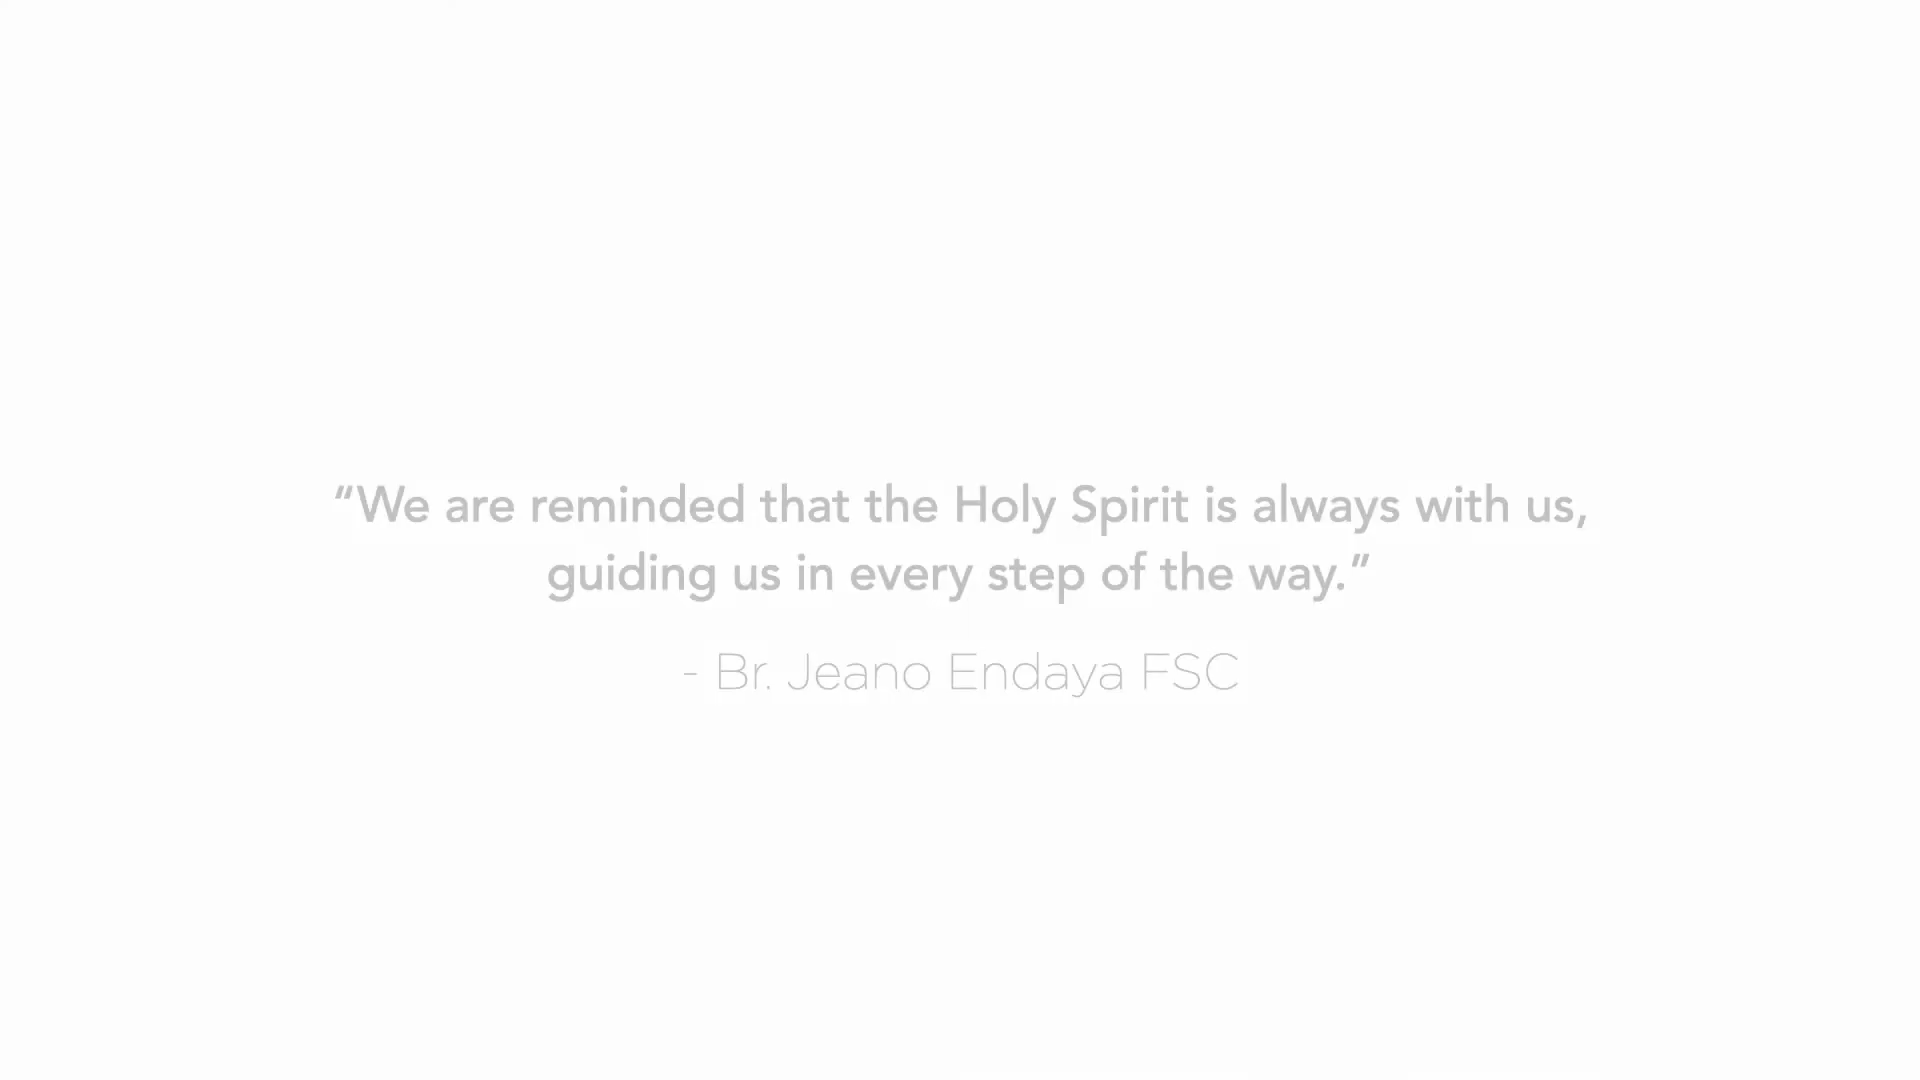 “We are reminded that the Holy Spirit is always with us,
guiding us in every step of the way.”
- Br. Jeano Endaya FSC